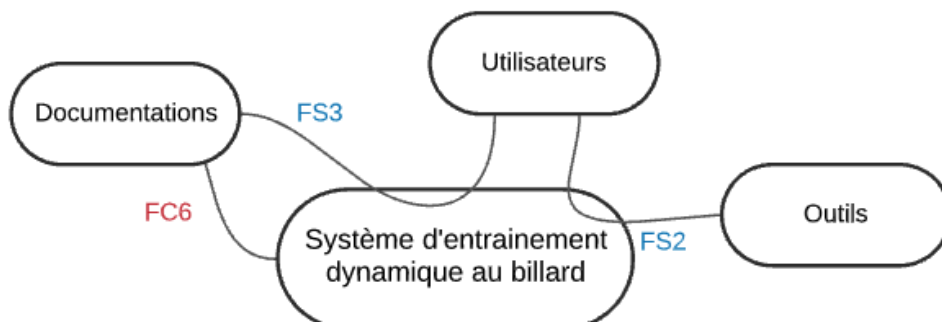 Utilisateurs
Documentations
FS3
FC6
Outils
Système d'entrainement
dynamique au billard
FS2